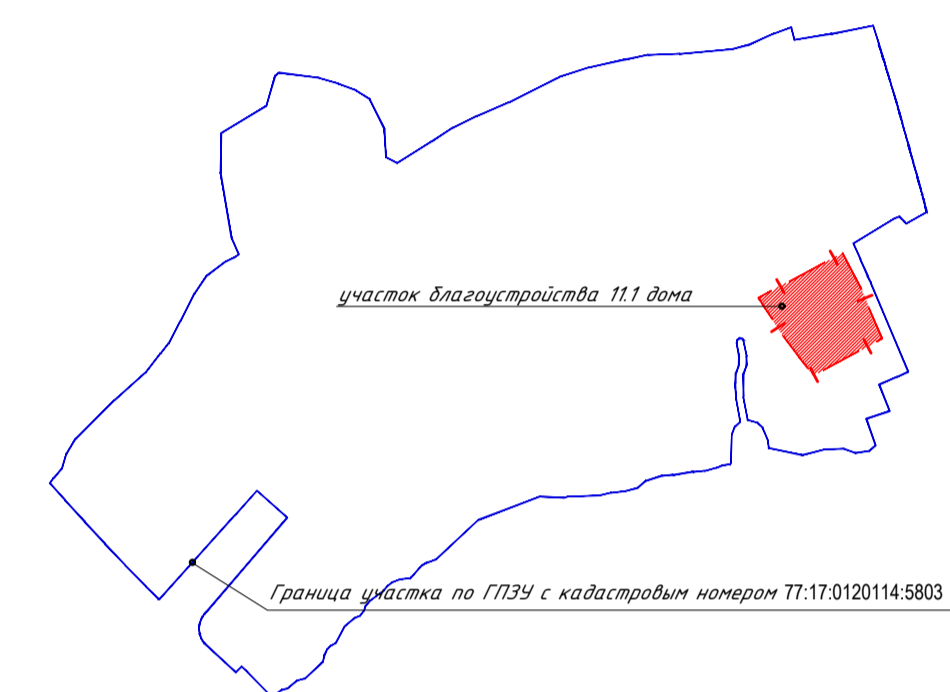 участок благоустройства 11.1 дома
Граница участка по ГПЗУ с кадастровым номером 77:17:0120114:5803